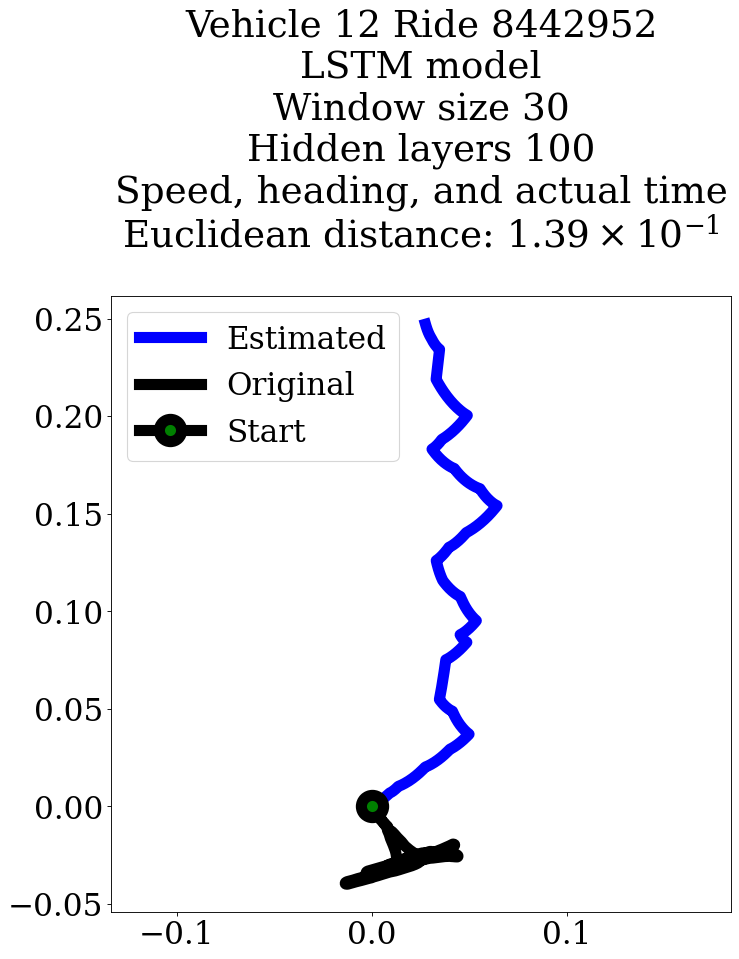 Vehicle 12 Ride 8442952
LSTM model
Window size 30
Hidden layers 100
Speed, heading, and actual time
Euclidean distance: 1.39 × 10⁻¹
Estimated
Original
Start
0.25
0.20
0.15
0.10
0.05
0.00
−0.05
−0.1
0.0
0.1